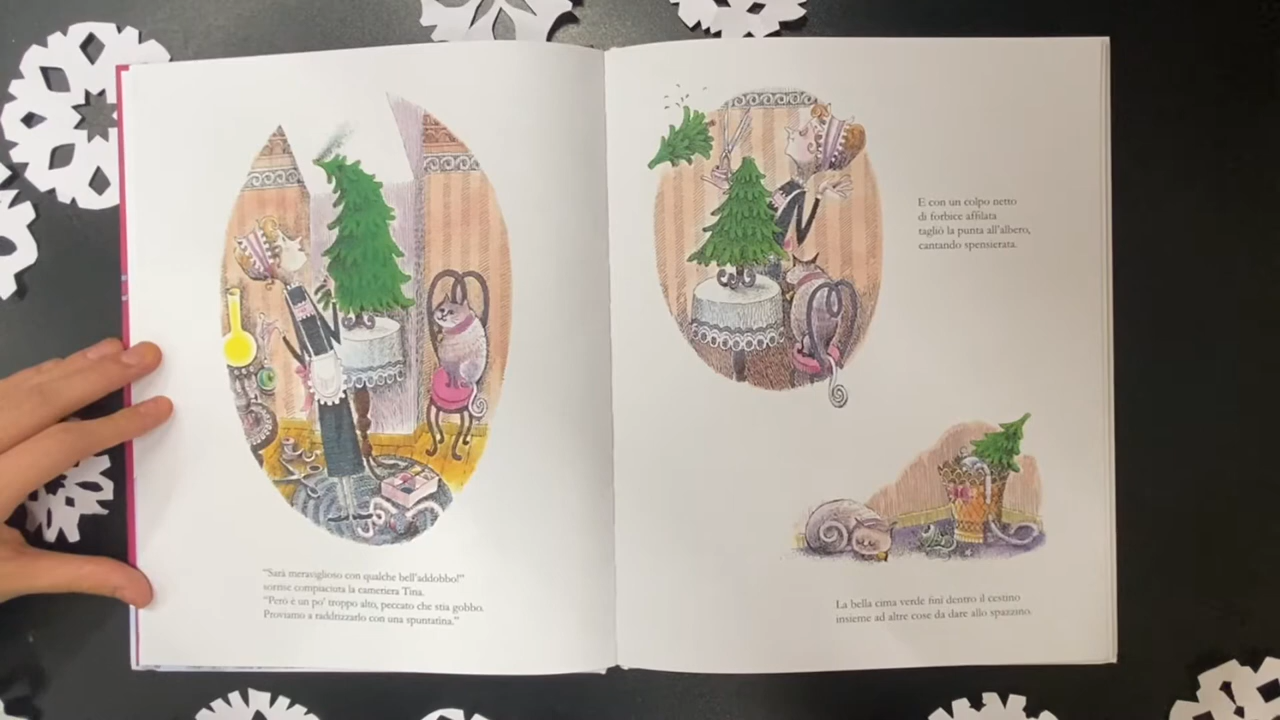 “Sarà meraviglioso con qualche bell’addobbo!”
sorrise compiaciuta la cameriera Tina.
“Però è un po’ troppo alto, peccato che stia gobbo.
Proviamo a raddrizzarlo con una spuntatina.”
E con un colpo netto
di forbice affilata
tagliò la punta all’albero,
cantando spensierata.
La bella cima verde finì dentro il cestino
insieme ad altre cose da dare allo spazzino.